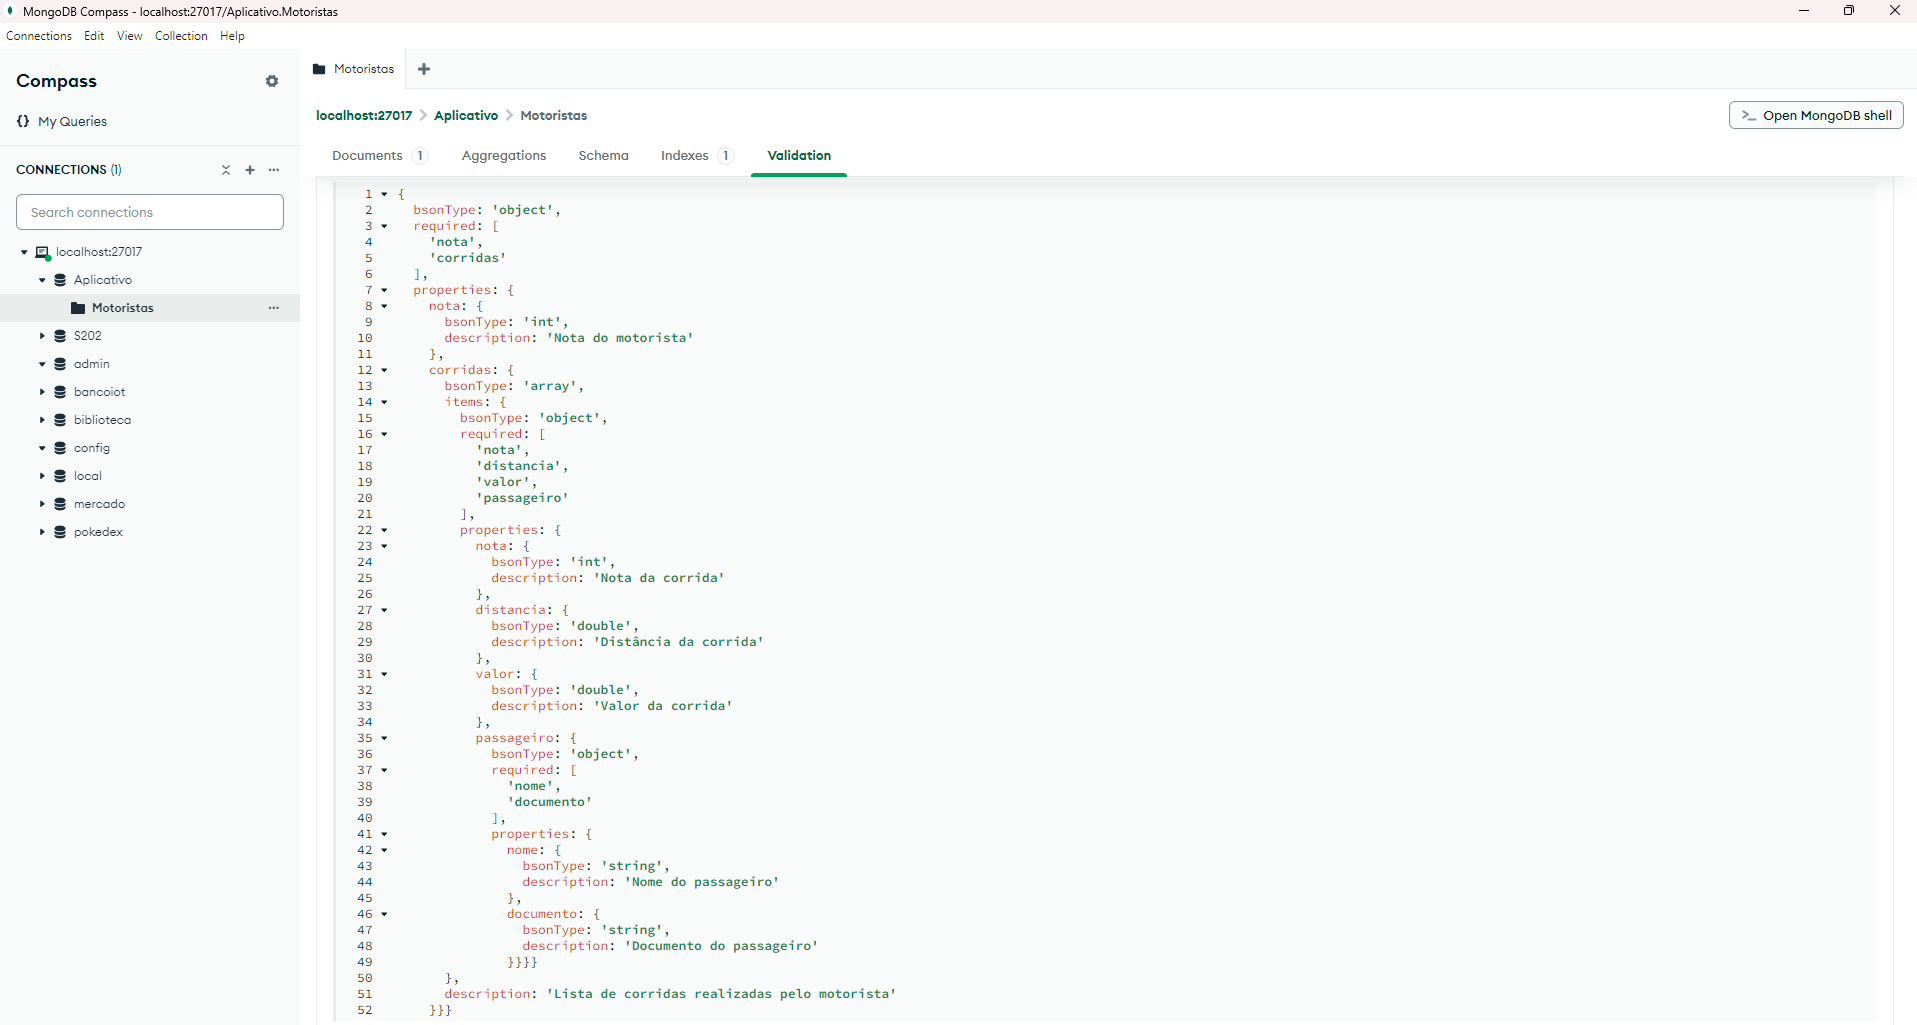 MongoDB Compass - localhost:27017/Aplicativo.Motoristas
Connections Edit View Collection Help
Compass
{} My Queries
CONNECTIONS (1)
Search connections
localhost:27017
Aplicativo
Motoristas
S202
admin
bancoiot
biblioteca
config
local
mercado
pokedex
Motoristas
localhost:27017 > Aplicativo > Motoristas
>_ Open MongoDB shell
Documents 1 Aggregations Schema Indexes 1 Validation
1 {
2 bsonType: 'object',
3 required: [
4 'nota',
5 'corridas'
6 ],
7 properties: {
8 nota: {
9 bsonType: 'int',
10 description: 'Nota do motorista'
11 },
12 corridas: {
13 bsonType: 'array',
14 items: {
15 bsonType: 'object',
16 required: [
17 'nota',
18 'distancia',
19 'valor',
20 'passageiro'
21 ],
22 properties: {
23 nota: {
24 bsonType: 'int',
25 description: 'Nota da corrida'
26 },
27 distancia: {
28 bsonType: 'double',
29 description: 'Distância da corrida'
30 },
31 valor: {
32 bsonType: 'double',
33 description: 'Valor da corrida'
34 },
35 passageiro: {
36 bsonType: 'object',
37 required: [
38 'nome',
39 'documento'
40 ],
41 properties: {
42 nome: {
43 bsonType: 'string',
44 description: 'Nome do passageiro'
45 },
46 documento: {
47 bsonType: 'string',
48 description: 'Documento do passageiro'
49 }}}}
50 },
51 description: 'Lista de corridas realizadas pelo motorista'
52 }}}